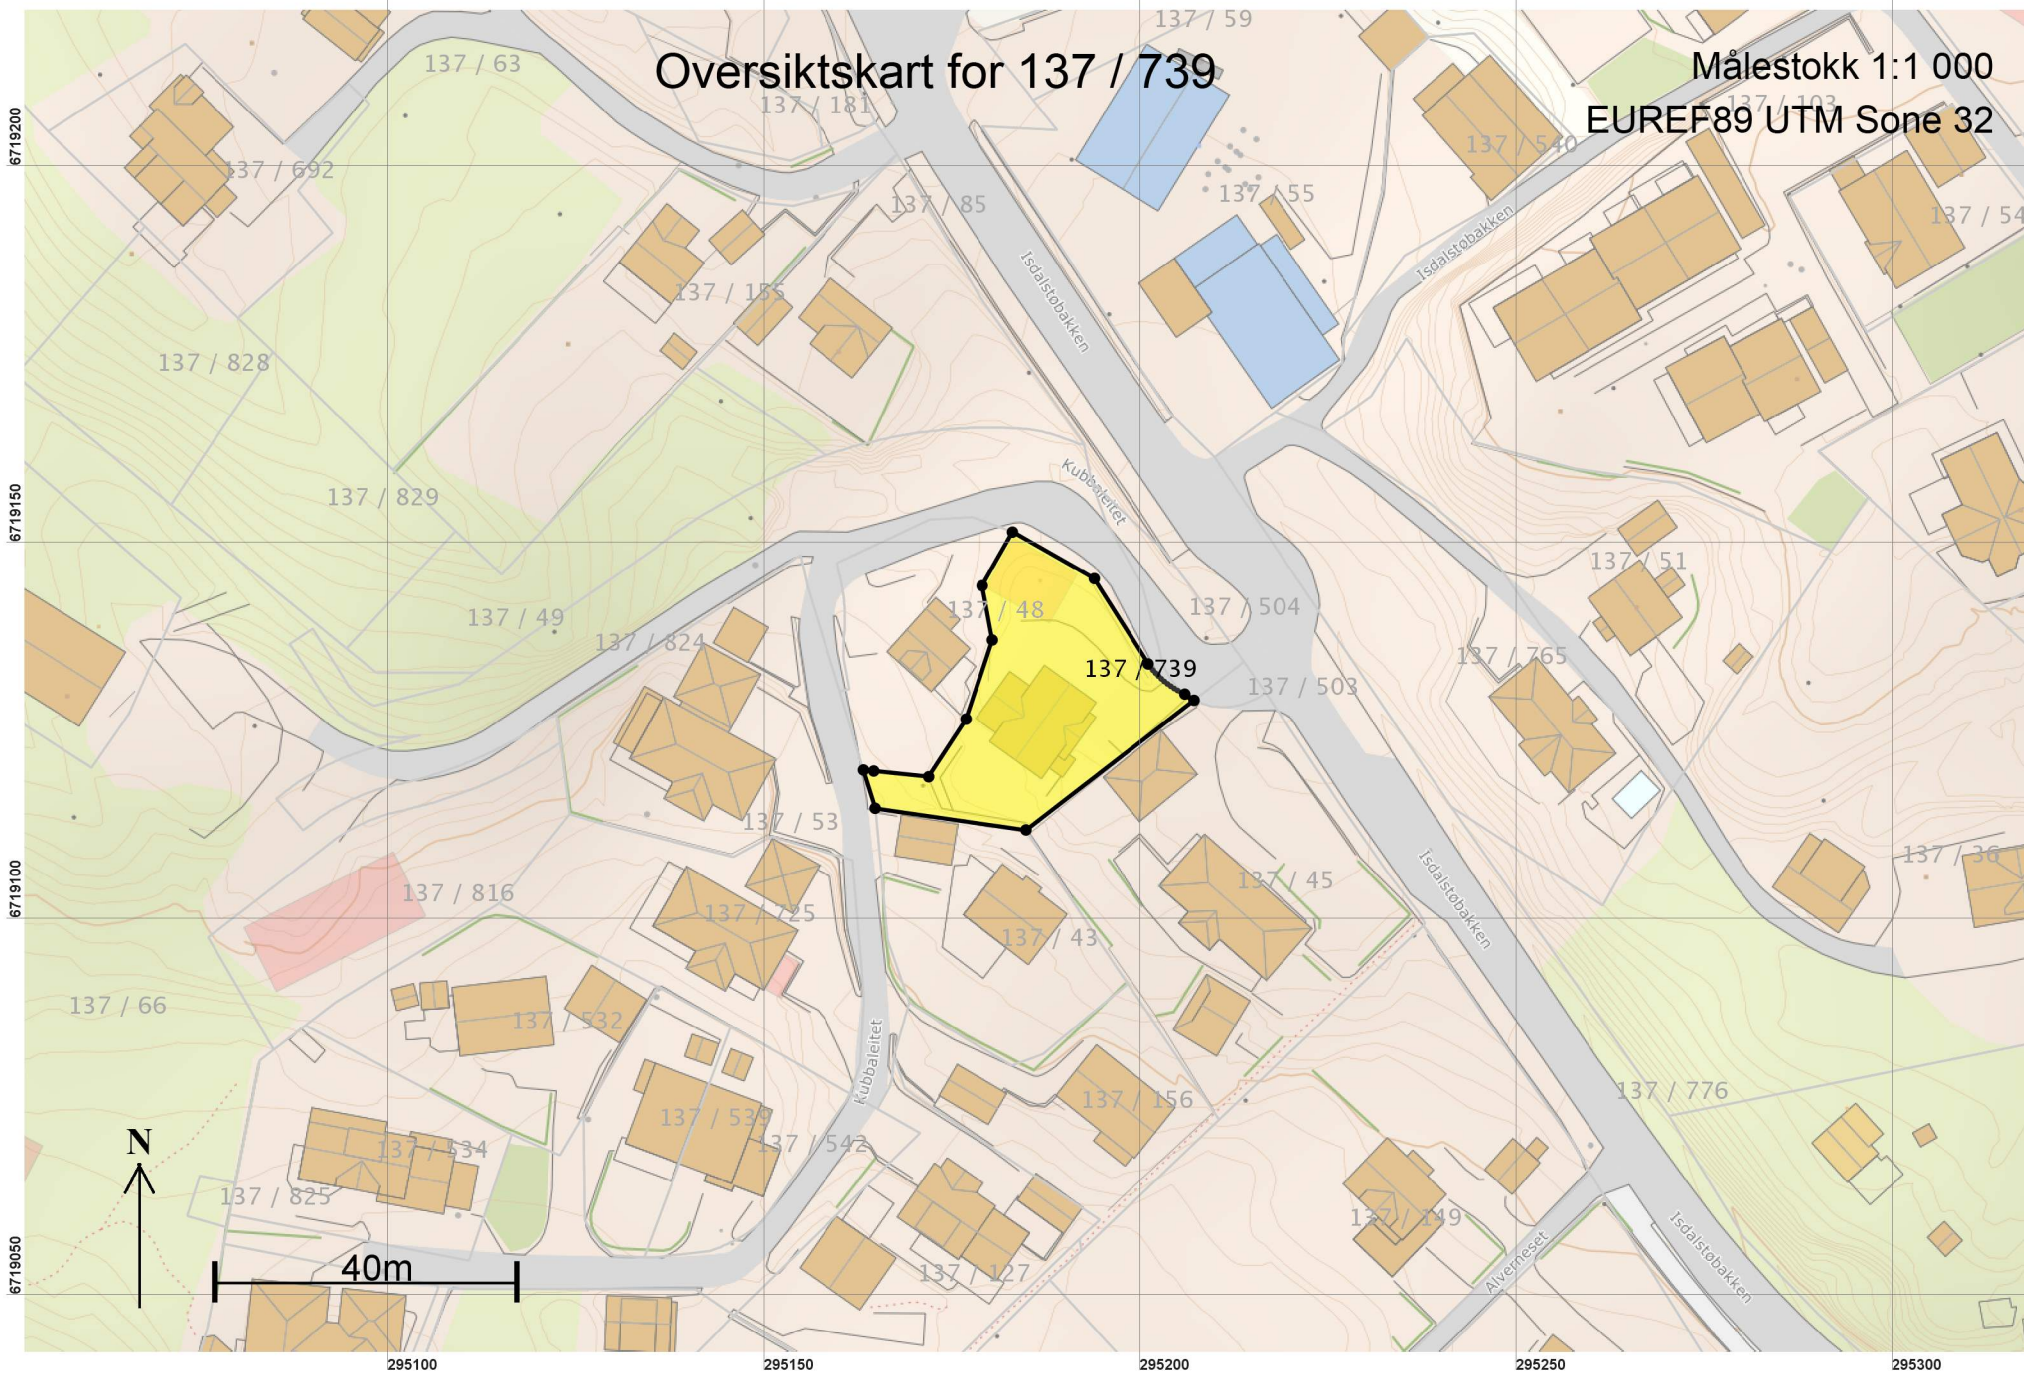 137 / 59
137 / 63
Oversiktskart for 137 / 739
Målestokk 1:1 000
137 / 181
137 / 103
EUREF89 UTM Sone 32
6719200
137 / 540
137 / 692
137 / 55
137 / 85
137 / 54
Isdalstøbakken
Isdalstøbakken
137 / 155
137 / 828
Kubbaleitet
137 / 829
6719150
137 / 51
137 / 48
137 / 504
137 / 49
137 / 824
137 / 765
137 / 739
137 / 503
137 / 53
137 / 36
6719100
137 / 816
137 / 45
Isdalstøbakken
137 / 725
137 / 43
137 / 66
137 / 532
Kubbaleitet
137 / 776
137 / 156
137 / 539
137 / 542
N
137 / 534
137 / 825
137 / 149
Isdalstøbakken
Alverneset
6719050
40m
137 / 127
295100
295150
295200
295250
295300